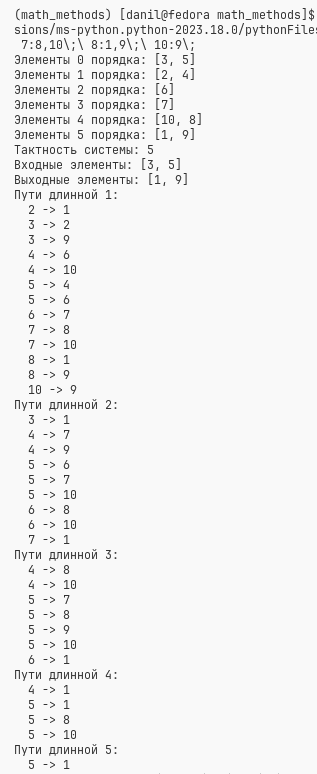 (math_methods) [danil@fedora math_methods]$
sions/ms-python.python-2023.18.0/pythonFiles
7:8,10\;\ 8:1,9\;\ 10:9\;
Элементы 0 порядка: [3, 5]
Элементы 1 порядка: [2, 4]
Элементы 2 порядка: [6]
Элементы 3 порядка: [7]
Элементы 4 порядка: [10, 8]
Элементы 5 порядка: [1, 9]
Тактность системы: 5
Входные элементы: [3, 5]
Выходные элементы: [1, 9]
Пути длинной 1:
2 -> 1
3 -> 2
3 -> 9
4 -> 6
4 -> 10
5 -> 4
5 -> 6
6 -> 7
7 -> 8
7 -> 10
8 -> 1
8 -> 9
10 -> 9
Пути длинной 2:
3 -> 1
4 -> 7
4 -> 9
5 -> 6
5 -> 7
5 -> 10
6 -> 8
6 -> 10
7 -> 1
Пути длинной 3:
4 -> 8
4 -> 10
5 -> 7
5 -> 8
5 -> 9
5 -> 10
6 -> 1
Пути длинной 4:
4 -> 1
5 -> 1
5 -> 8
5 -> 10
Пути длинной 5:
5 -> 1